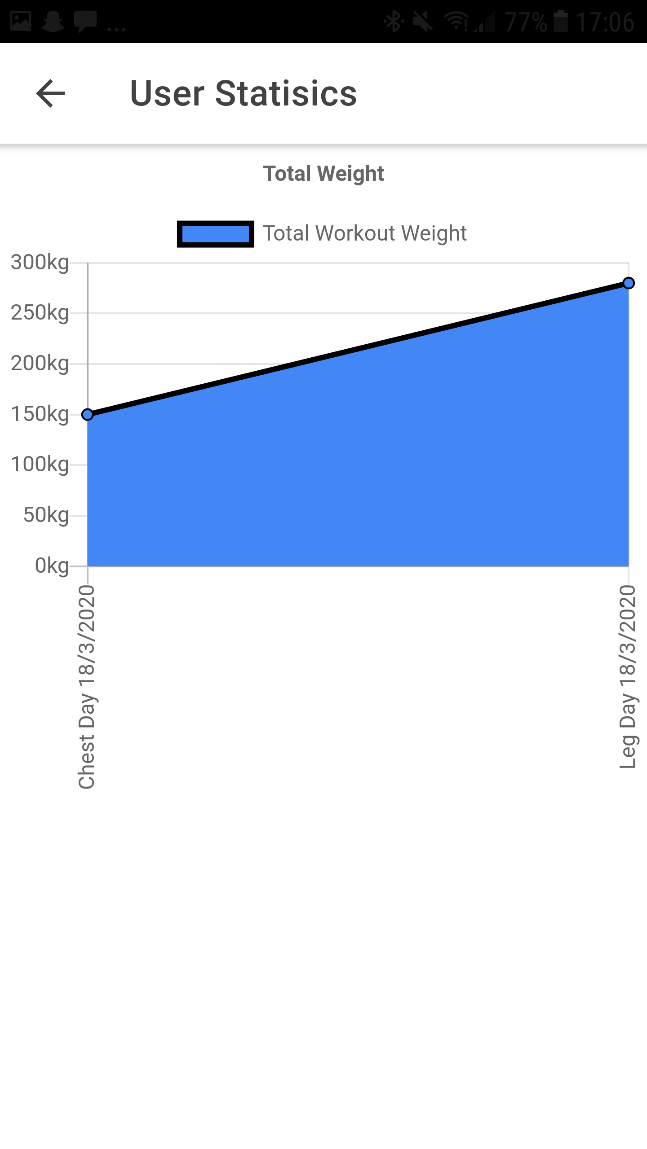 ... 77% 17:06
User Statisics
Total Weight
Total Workout Weight
300kg
250kg
200kg
150kg
100kg
50kg
0kg
Chest Day 18/3/2020
Leg Day 18/3/2020